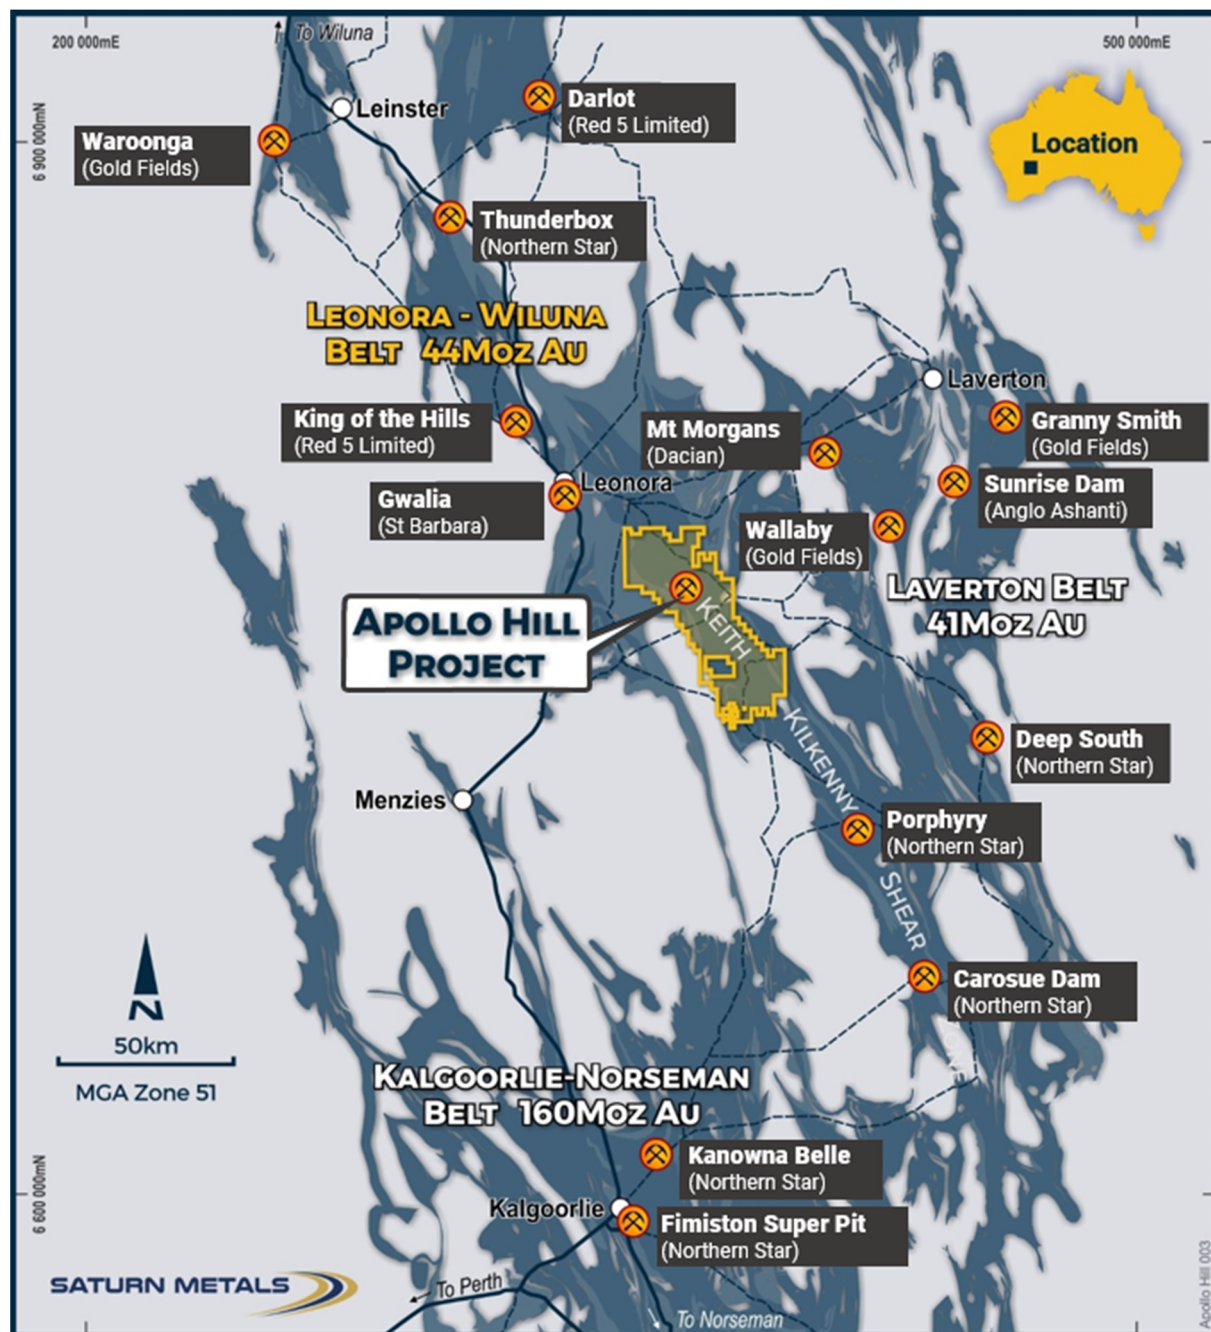 200 000mE
To Wiluna
500 000mE
6 900 000mN
Leinster
Darlot
(Red 5 Limited)
Waroonga
(Gold Fields)
Location
Thunderbox
(Northern Star)
LEONORA - WILUNA
BELT 44MOZ AU
Laverton
King of the Hills
(Red 5 Limited)
Mt Morgans
(Dacian)
Granny Smith
(Gold Fields)
Leonora
Gwalia
(St Barbara)
Sunrise Dam
(Anglo Ashanti)
Wallaby
(Gold Fields)
LAVERTON BELT
41MOZ AU
APOLLO HILL
PROJECT
KEITH
KILKENNY
SHEAR
ZONE
Deep South
(Northern Star)
Menzies
Porphyry
(Northern Star)
Carosue Dam
(Northern Star)
N
50km
MGA Zone 51
KALGOORLIE-NORSEMAN
BELT 160MOZ AU
Kanowna Belle
(Northern Star)
6 600 000mN
Kalgoorlie
Fimiston Super Pit
(Northern Star)
SATURN METALS
To Perth
To Norseman
Apollo Hill 003